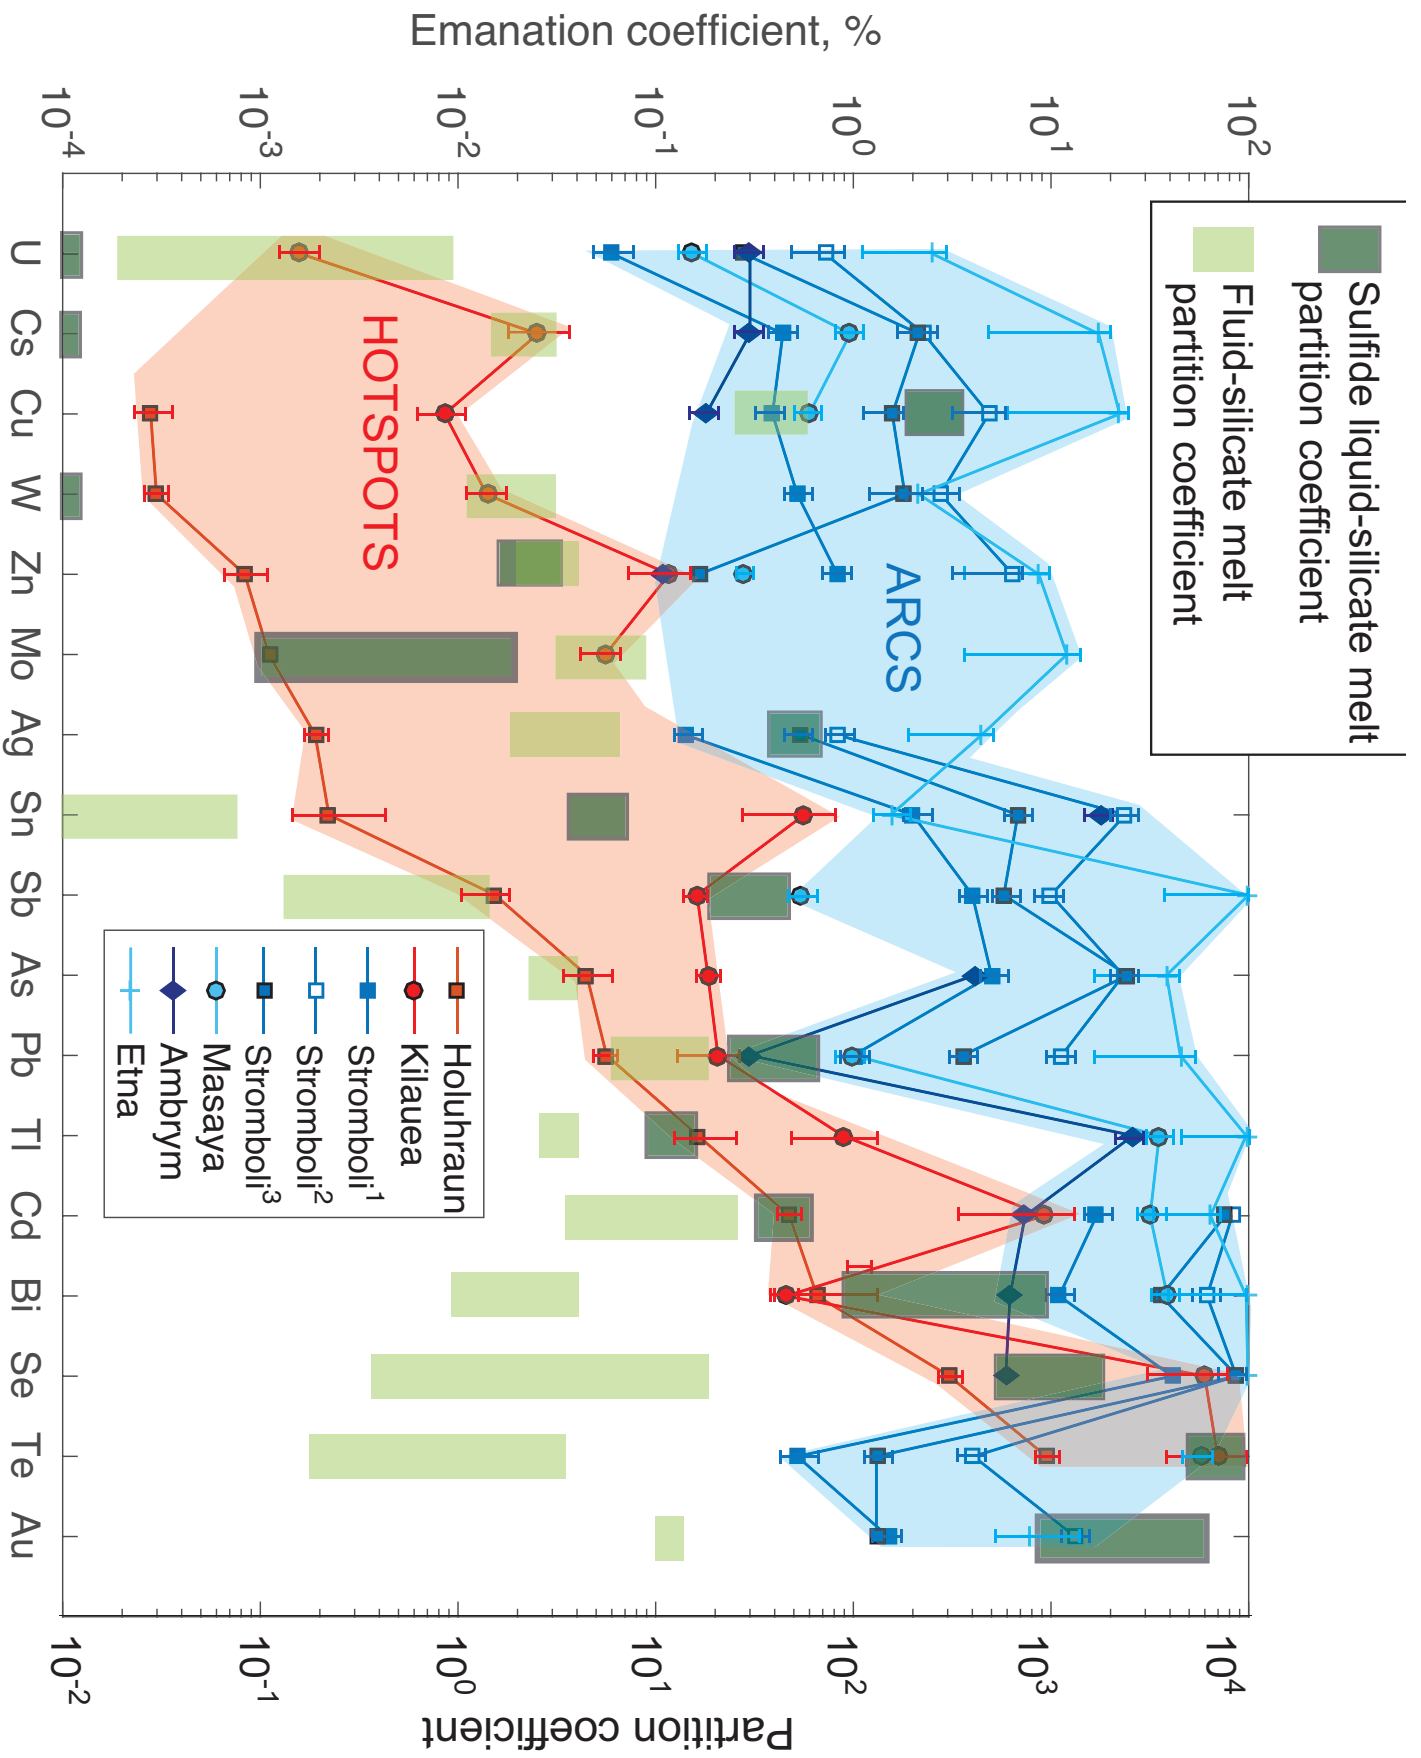 Emanation coefficient, %
10-4
10-3
10-2
10-1
100
101
102
Sulfide liquid-silicate melt
partition coefficient
Fluid-silicate melt
partition coefficient
HOTSPOTS
ARCS
Holuhraun
Kilauea
Stromboli1
Stromboli2
Stromboli3
Masaya
Ambrym
Etna
U
Cs
Cu
W
Zn
Mo
Ag
Sn
Sb
As
Pb
Tl
Cd
Bi
Se
Te
Au
10-2
10-1
100
101
102
103
104
Partition coefficient